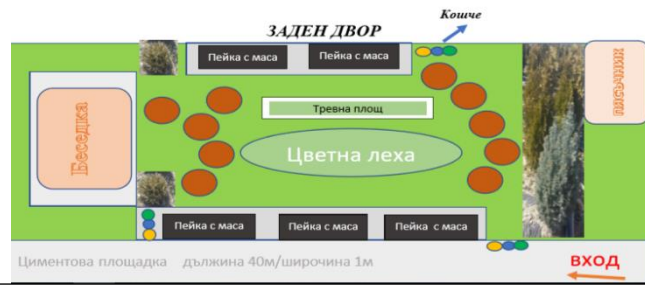 Кошче
ЗАДЕН ДВОР
Пейка с маса
Пейка с маса
пясъчник
Тревна площ
Беседка
Цветна леха
Пейка с маса
Пейка с маса
Пейка с маса
Циментова площадка дължина 40м/широчина 1м
ВХОД